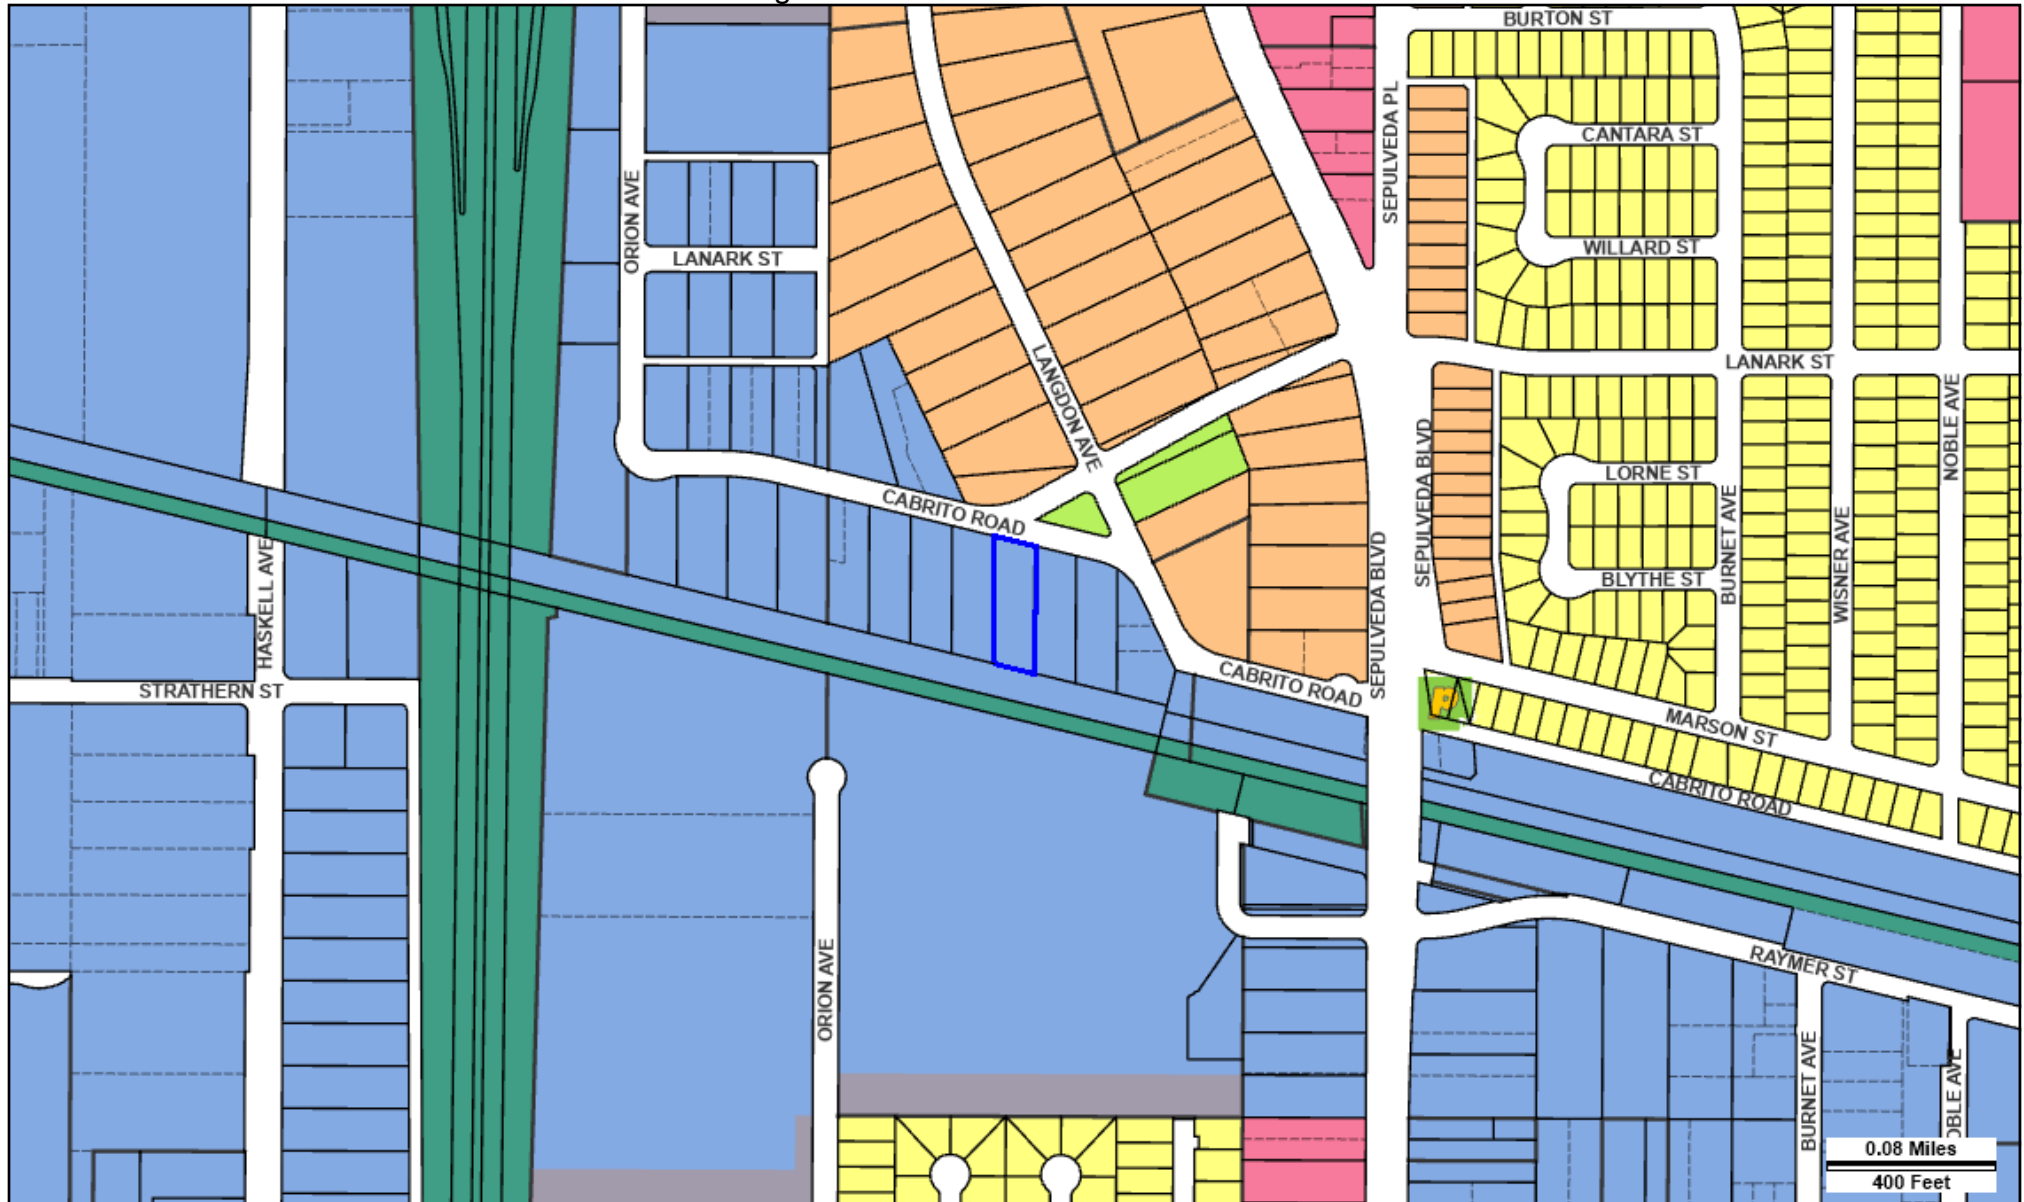 BURTON ST
SEPULVEDA PL
CANTARA ST
ORION AVE
WILLARD ST
LANARK ST
LANGDON AVE
LANARK ST
NOBLE AVE
SEPULVEDA BLVD
LORNE ST
CABRITO ROAD
BURNET AVE
WISNER AVE
HASKELL AVE
SEPULVEDA BLVD
BLYTHE ST
STRATHERN ST
CABRITO ROAD
P
MARSON ST
CABRITO ROAD
ORION AVE
RAYMER ST
BURNET AVE
OBLE AVE
0.08 Miles
400 Feet